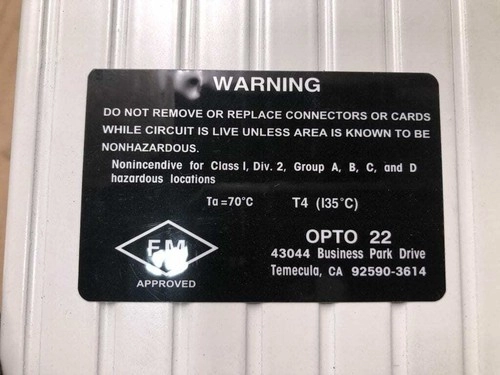 WARNING
DO NOT REMOVE OR REPLACE CONNECTORS OR CARDS
WHILE CIRCUIT IS LIVE UNLESS AREA IS KNOWN TO BE
NONHAZARDOUS.
Nonincendive for Class I, Div. 2, Group A, B, C, and D
hazardous locations
Ta =70°C T4 (135°C)
FM
APPROVED
OPTO 22
43044 Business Park Drive
Temecula, CA 92590-3614